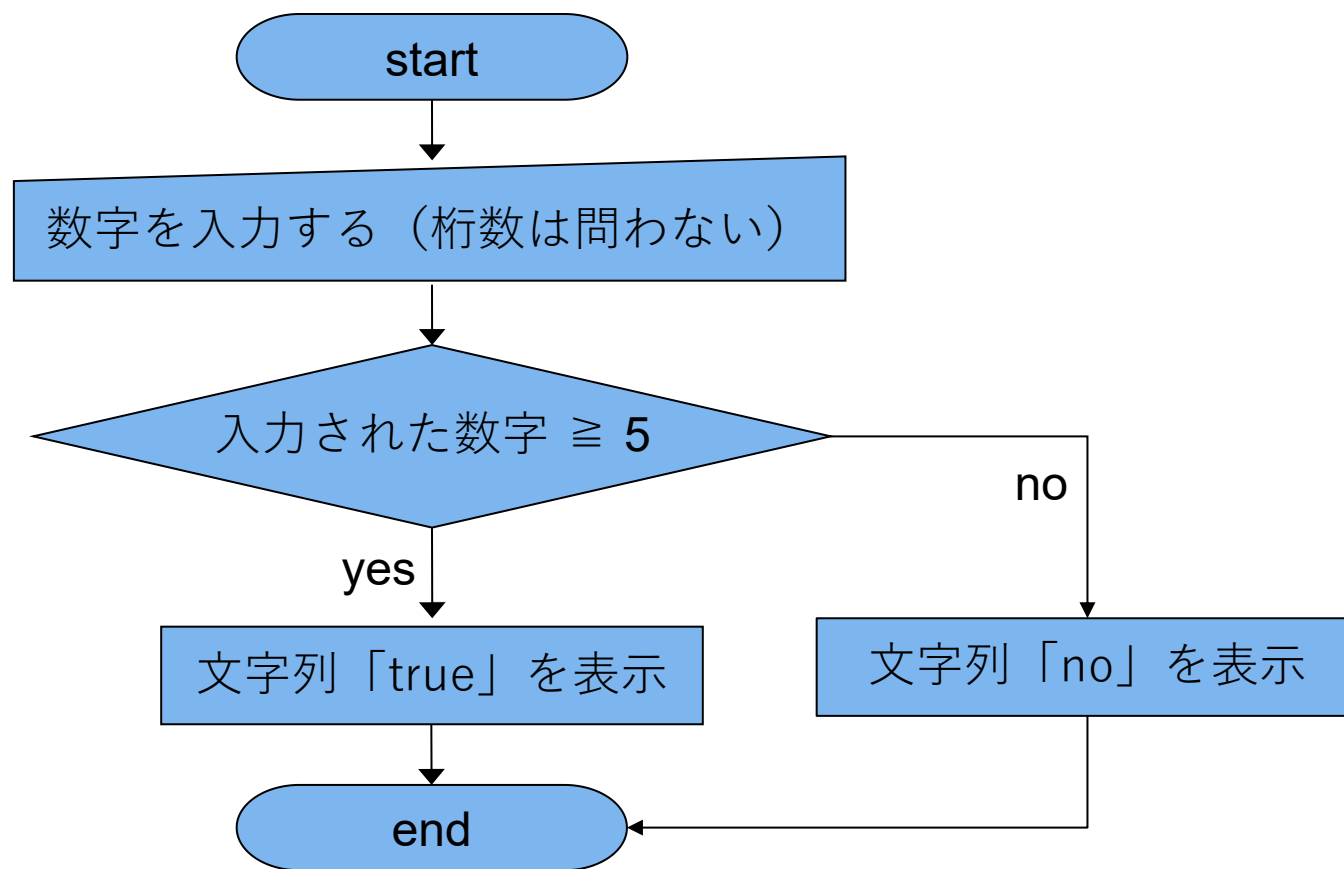 start
数字を入力する（桁数は問わない）
入力された数字 ≧ 5
no
yes
文字列「true」を表示
文字列「no」を表示
end